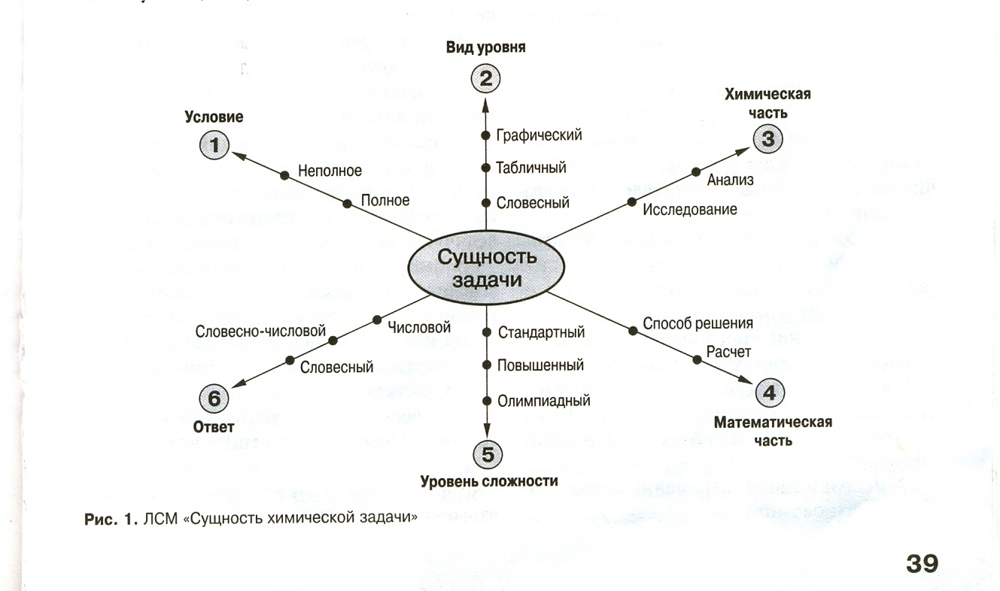 Вид уровня
2
Химическая
часть
Условие
3
1
Графический
Неполное
Табличный
Анализ
Полное
Словесный
Исследование
Сущность
задачи
Словесно-числовой
Числовой
Стандартный
Способ решения
Словесный
Повышенный
Расчет
6
Олимпиадный
4
Ответ
Математическая
часть
5
Уровень сложности
Рис. 1. ЛСМ «Сущность химической задачи»
39